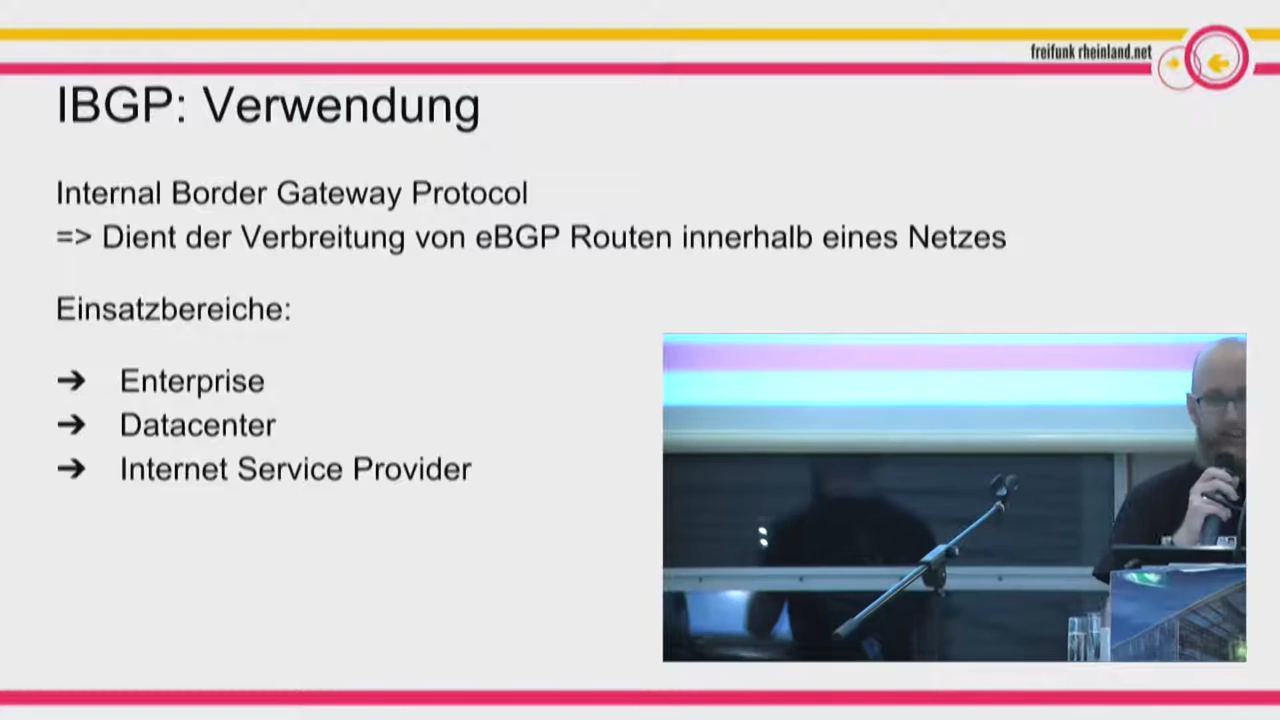 freifunk rheinland.net
IBGP: Verwendung
Internal Border Gateway Protocol
=> Dient der Verbreitung von eBGP Routen innerhalb eines Netzes
Einsatzbereiche:
➔ Enterprise
➔ Datacenter
➔ Internet Service Provider